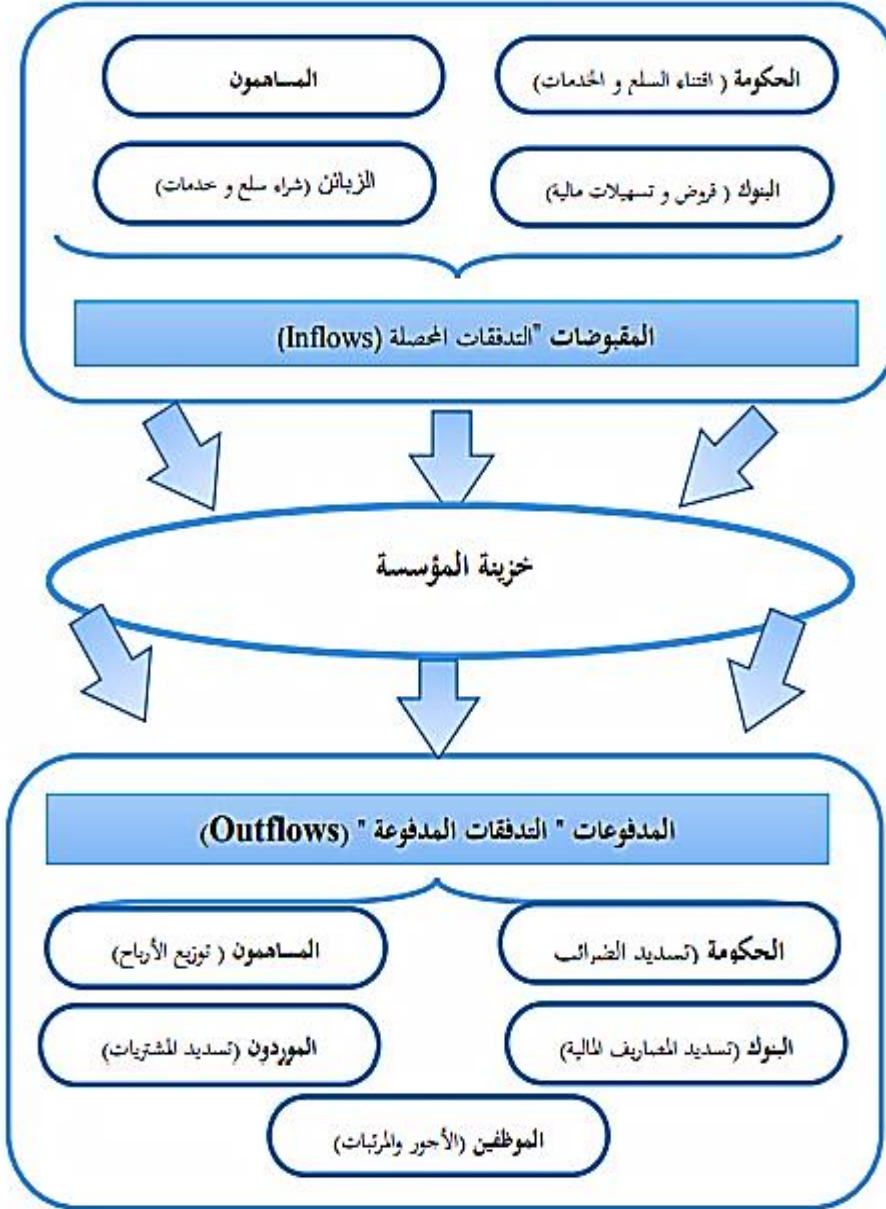 الحكومة ( اقتناء السلع و الخدمات)
المساهمون
البنوك ( قروض و تسهيلات مالية)
الزبائن (شراء سلع و خدمات)
المقبوضات "التدفقات المحصلة (Inflows)
خزينة المؤسسة
المدفوعات " التدفقات المدفوعة " (Outflows)
الحكومة (تسديد الضرائب
المساهمون ( توزيع الأرباح)
البنوك (تسديد المصاريف المالية)
الموردون (تسديد المشتريات)
الموظفين (الأجور والمرتبات)